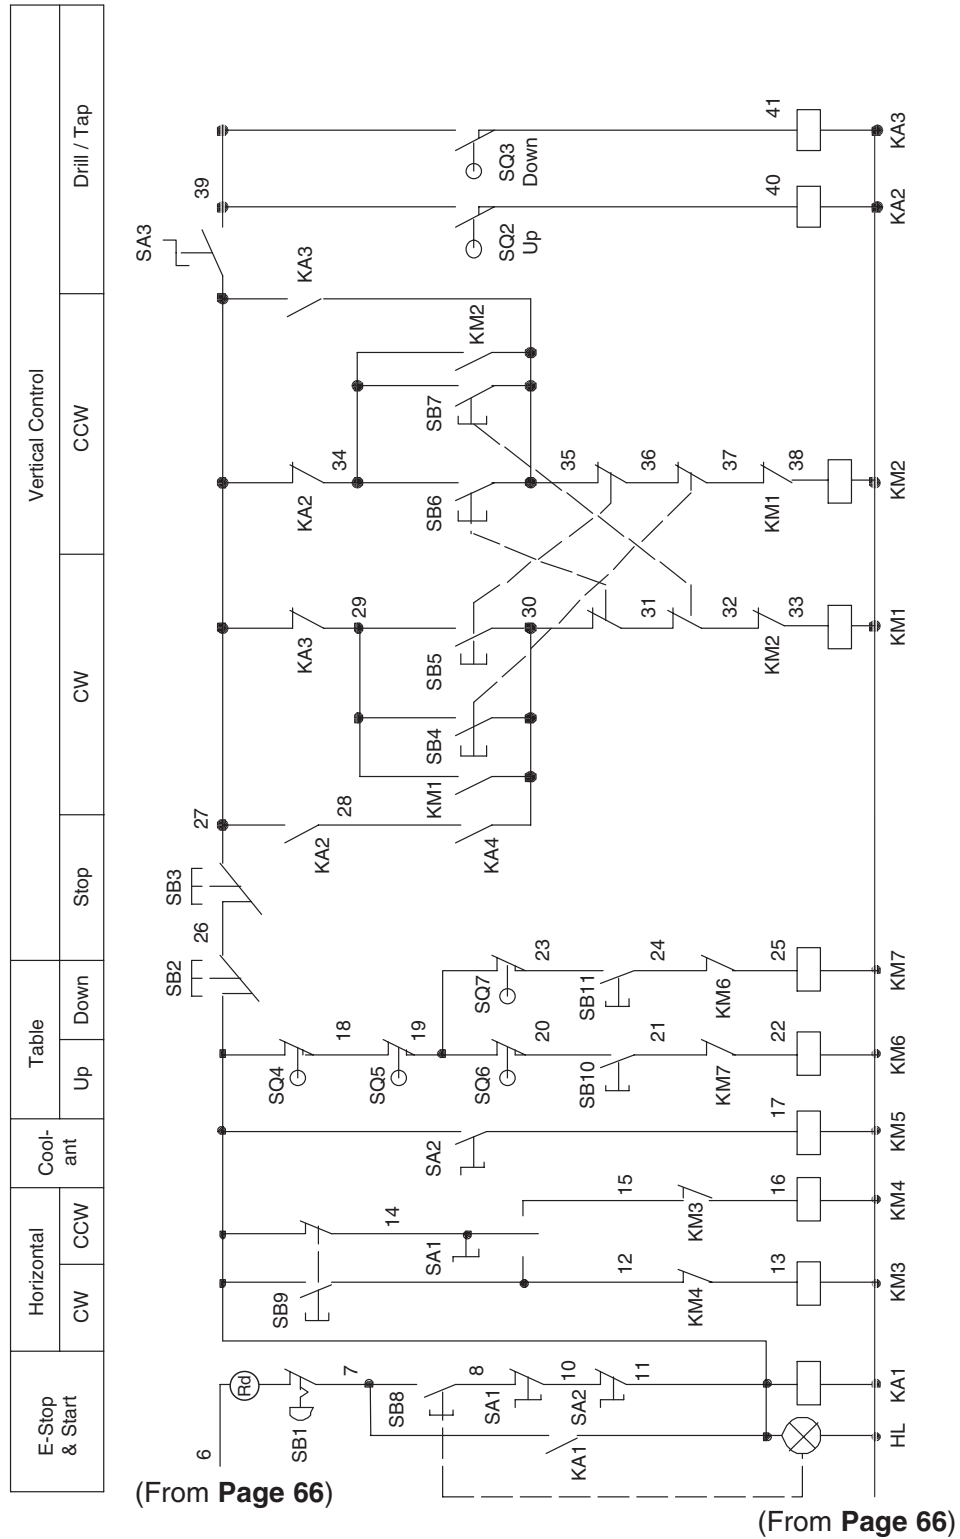 E-Stop
& Start
Horizontal
CW
CCW
Cool-
ant
Table
Up
Down
Vertical Control
Stop
CW
CCW
Drill / Tap
6
Rd
SB1
7
SB8
8
SA1
10
SA2
11
KA1
HL
KA1
SB9
14
SA1
12
KM4
13
KM3
15
KM3
16
KM4
SA2
17
KM5
SQ4
18
SQ5
19
SQ6
20
SB10
21
KM7
22
KM6
SQ7
23
SB11
24
KM6
25
KM7
SB2
26
SB3
27
KA2
28
KA4
KM1
SB4
KA3
29
SB5
30
31
32
KM2
33
KM1
KA2
34
SB6
35
36
37
KM1
38
KM2
SB7
KM2
KA3
SA3
39
SQ2
Up
40
KA2
SQ3
Down
41
KA3
(From Page 66)
(From Page 66)